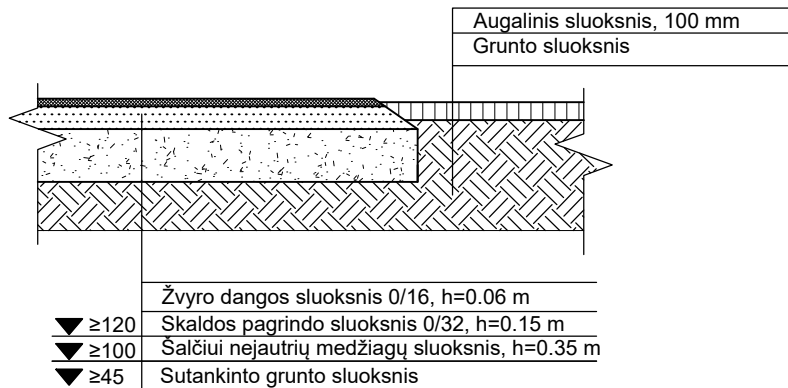 Augalinis sluoksnis, 100 mm
Grunto sluoksnis
Žvyro dangos sluoksnis 0/16, h=0.06 m
≥120 Skaldos pagrindo sluoksnis 0/32, h=0.15 m
≥100 Šalčiui nejautrių medžiagų sluoksnis, h=0.35 m
≥45 Sutankinto grunto sluoksnis